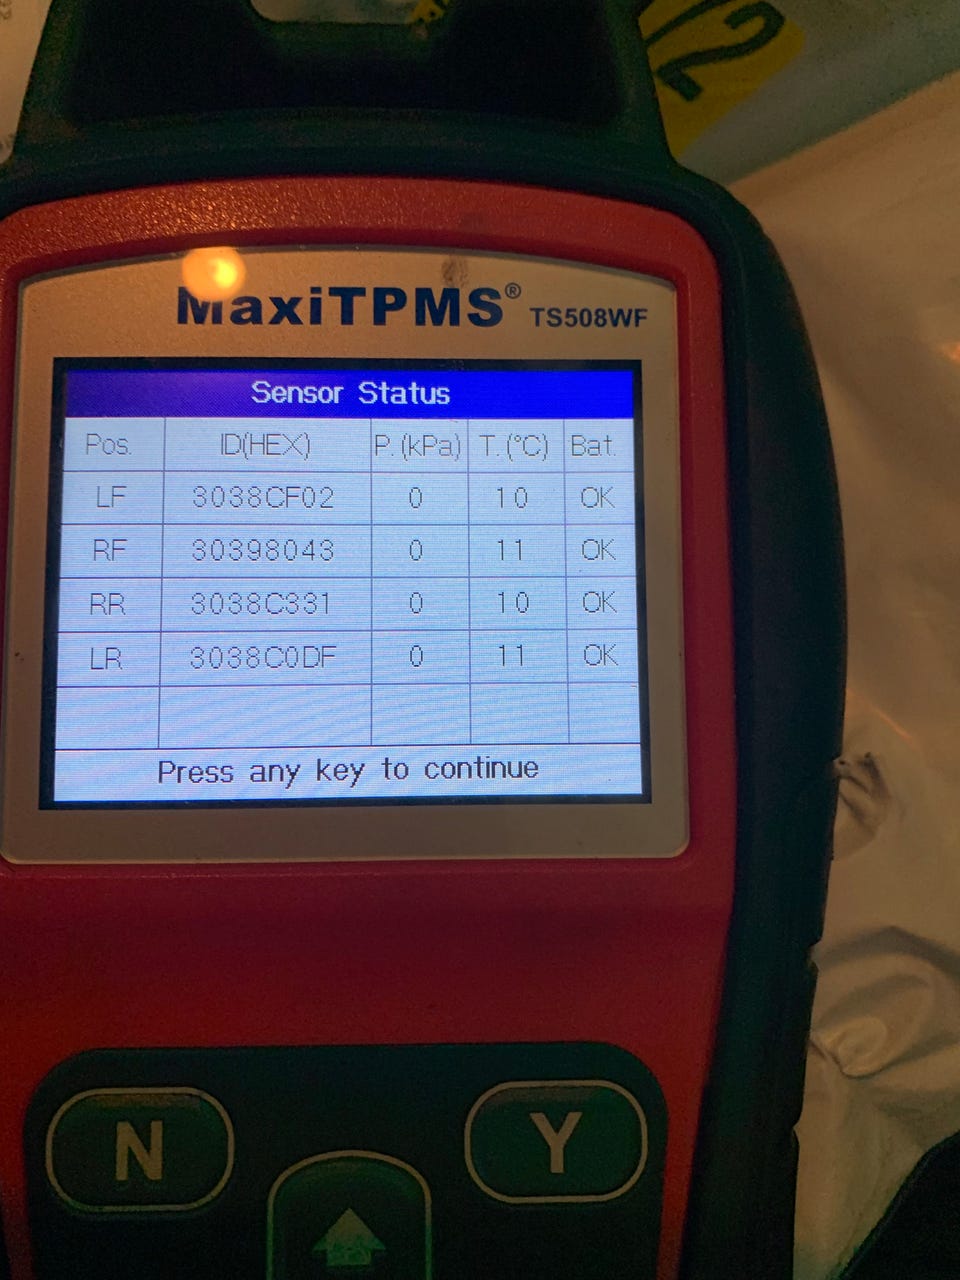 12
MaxiTPMS® TS508WF
Sensor Status
Pos. ID(HEX) P.(kPa) T.(°C) Bat.
LF 3038CF02 0 10 OK
RF 30398043 0 11 OK
RR 3038C331 0 10 OK
LR 3038C0DF 0 11 OK
Press any key to continue
N Y